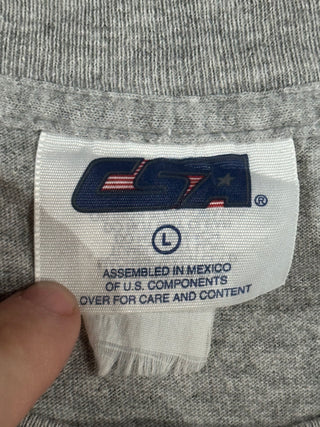 CSA ®
L
ASSEMBLED IN MEXICO
OF U.S. COMPONENTS
OVER FOR CARE AND CONTENT